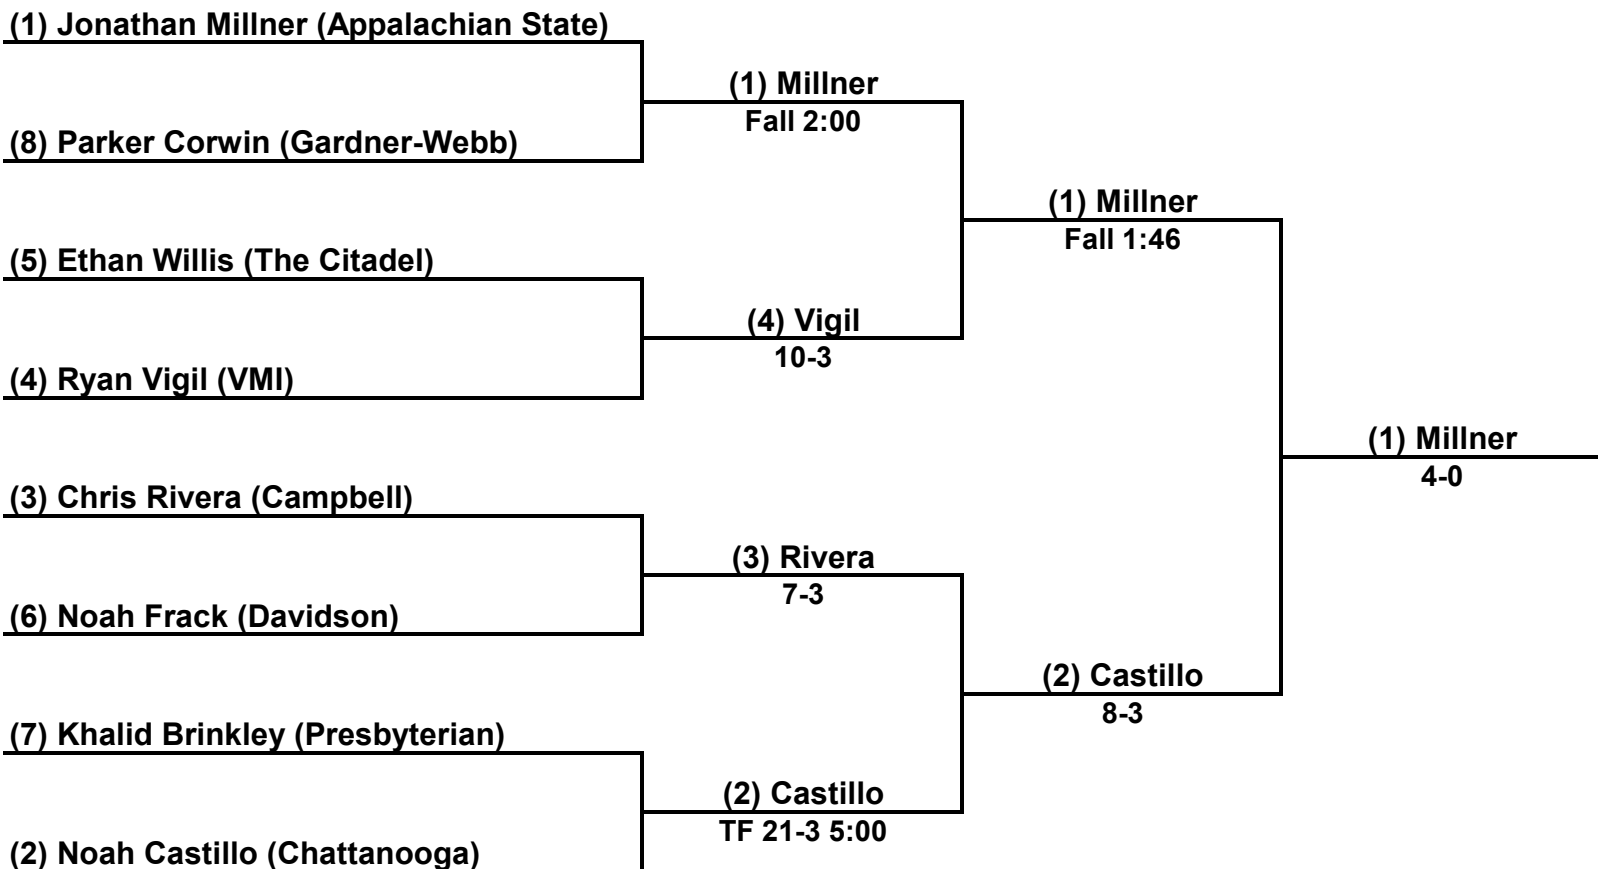 (1) Jonathan Millner (Appalachian State)
(1) Millner
Fall 2:00
(8) Parker Corwin (Gardner-Webb)
(1) Millner
Fall 1:46
(5) Ethan Willis (The Citadel)
(4) Vigil
10-3
(4) Ryan Vigil (VMI)
(1) Millner
4-0
(3) Chris Rivera (Campbell)
(3) Rivera
7-3
(6) Noah Frack (Davidson)
(2) Castillo
8-3
(7) Khalid Brinkley (Presbyterian)
(2) Castillo
TF 21-3 5:00
(2) Noah Castillo (Chattanooga)